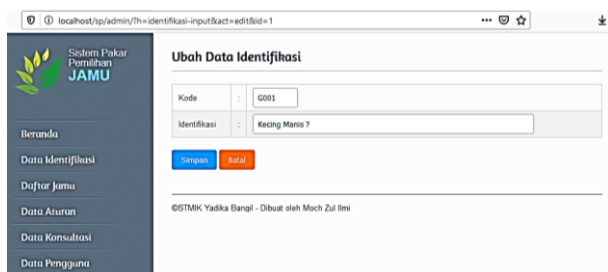 localhost/sp/admin/?h=identifikasi-input&act=edit&id=1
Sistem Pakar
Pemilihan
JAMU
Beranda
Data Identifikasi
Daftar Jamu
Data Aturan
Data Konsultasi
Data Pengguna
Ubah Data Identifikasi
Kode : G001
Identifikasi : Kecing Manis ?
Simpan Batal
©STMIK Yadika Bangil - Dibuat oleh Moch Zul Ilmi